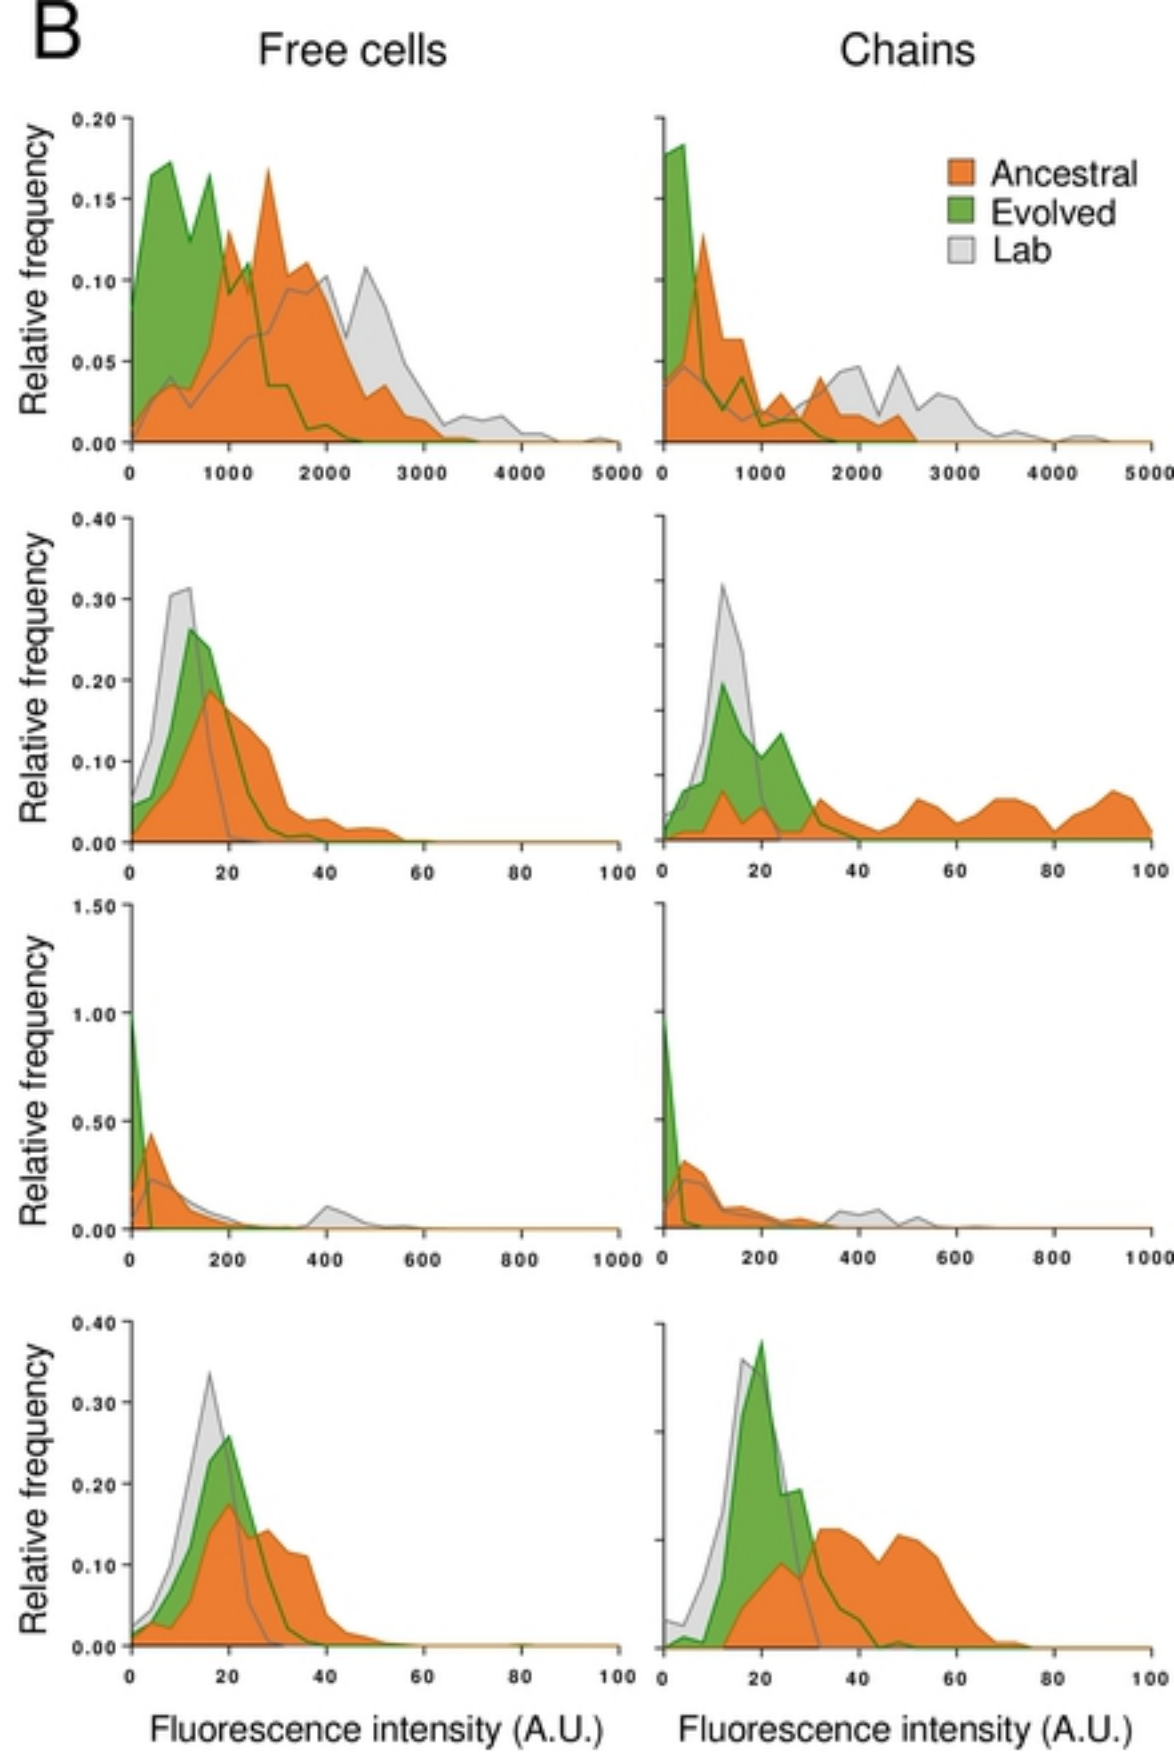 B
Free cells
Chains
Relative frequency
0.20
0.15
0.10
0.05
0.00
0 1000 2000 3000 4000 5000
Ancestral
Evolved
Lab
0 1000 2000 3000 4000 5000
Relative frequency
0.40
0.30
0.20
0.10
0.00
0 20 40 60 80 100
0 20 40 60 80 100
Relative frequency
1.50
1.00
0.50
0.00
0 200 400 600 800 1000
0 200 400 600 800 1000
Relative frequency
0.40
0.30
0.20
0.10
0.00
0 20 40 60 80 100
0 20 40 60 80 100
Fluorescence intensity (A.U.)
Fluorescence intensity (A.U.)